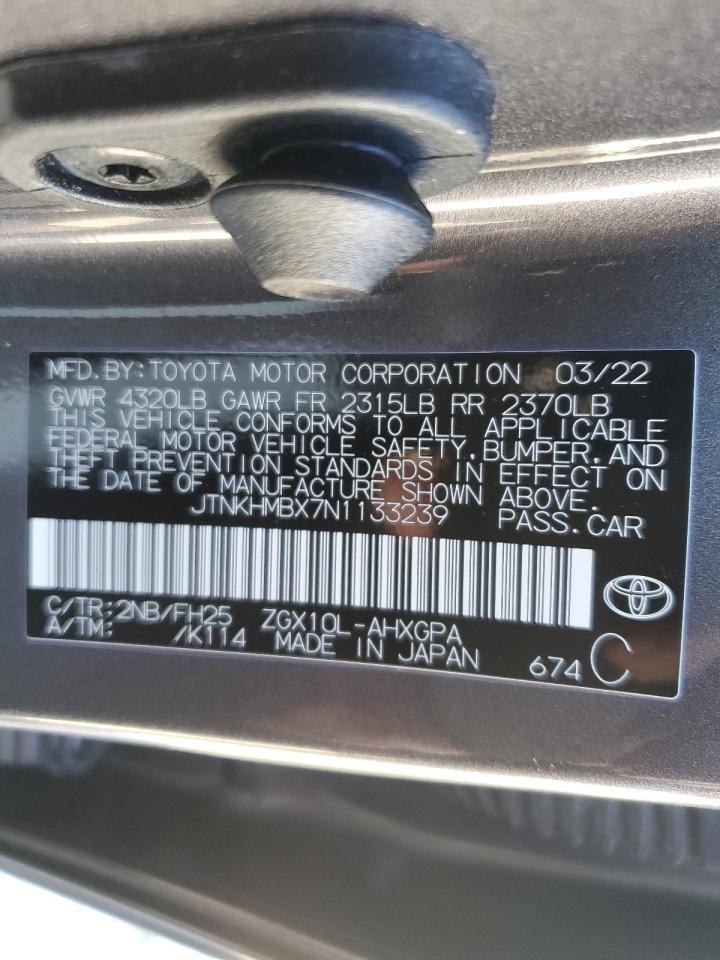 MFD.BY:TOYOTA MOTOR CORPORATION 03/22
GVWR 4320LB GAWR FR 2315LB RR 2370LB
THIS VEHICLE CONFORMS TO ALL APPLICABLE
FEDERAL MOTOR VEHICLE SAFETY,BUMPER,AND
THEFT PREVENTION STANDARDS IN EFFECT ON
THE DATE OF MANUFACTURE SHOWN ABOVE.
JTNKHMBX7N1133239 PASS.CAR
C/TR:2NB/FH25 ZGX10L-AHXGPA
A/TM: /K114 MADE IN JAPAN 674 C